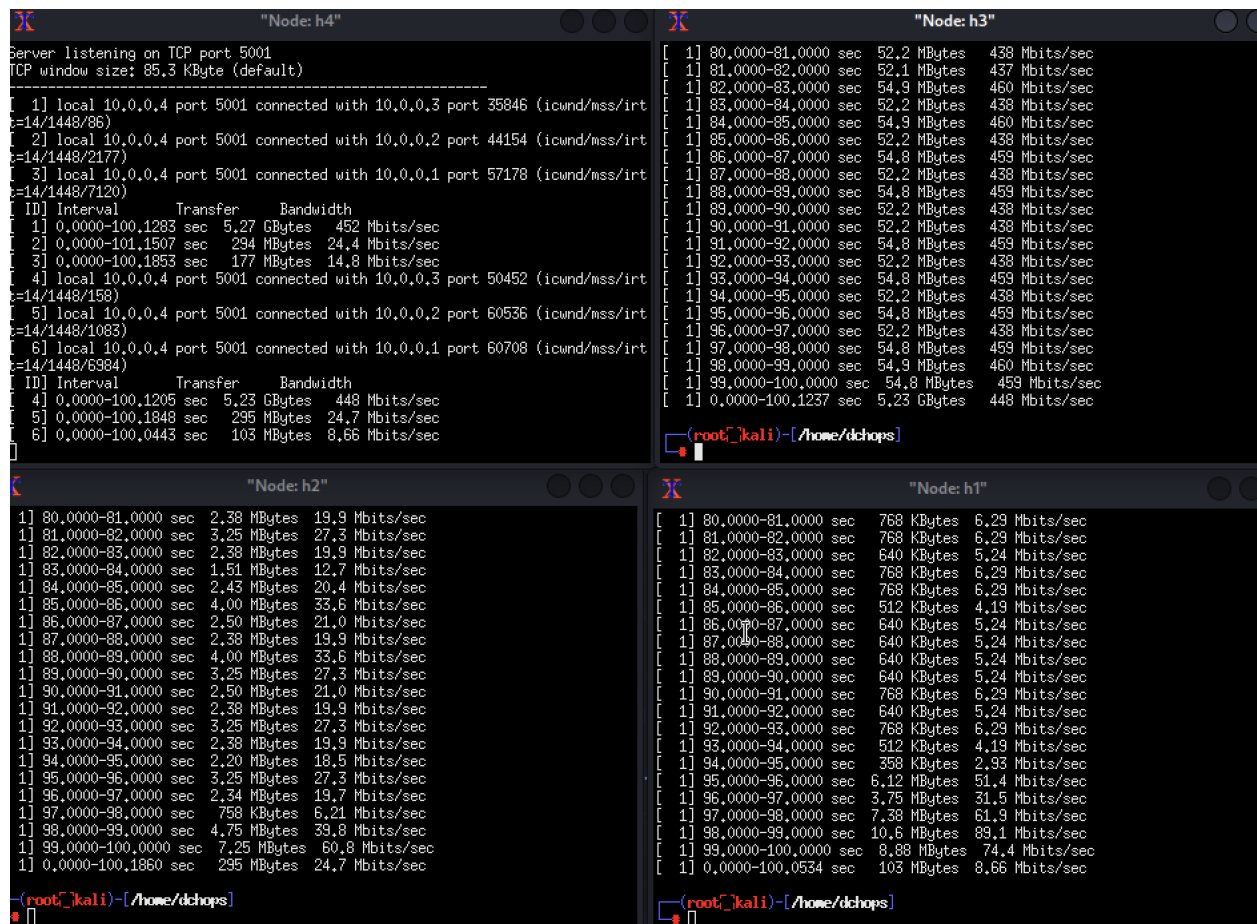 "Node: h4"
Server listening on TCP port 5001
TCP window size: 85.3 KByte (default)
------------------------------------------------------------
[  1] local 10.0.0.4 port 5001 connected with 10.0.0.3 port 35846 (icwnd/mss/irt
t=14/1448/86)
[  2] local 10.0.0.4 port 5001 connected with 10.0.0.2 port 44154 (icwnd/mss/irt
t=14/1448/2177)
[  3] local 10.0.0.4 port 5001 connected with 10.0.0.1 port 57178 (icwnd/mss/irt
t=14/1448/7120)
[ ID] Interval       Transfer     Bandwidth
[  1] 0.0000-100.1283 sec  5.27 GBytes   452 Mbits/sec
[  2] 0.0000-101.1507 sec   294 MBytes  24.4 Mbits/sec
[  3] 0.0000-100.1853 sec   177 MBytes  14.8 Mbits/sec
[  4] local 10.0.0.4 port 5001 connected with 10.0.0.3 port 50452 (icwnd/mss/irt
t=14/1448/158)
[  5] local 10.0.0.4 port 5001 connected with 10.0.0.2 port 60536 (icwnd/mss/irt
t=14/1448/1083)
[  6] local 10.0.0.4 port 5001 connected with 10.0.0.1 port 60708 (icwnd/mss/irt
t=14/1448/6984)
[ ID] Interval       Transfer     Bandwidth
[  4] 0.0000-100.1205 sec  5.23 GBytes   448 Mbits/sec
[  5] 0.0000-100.1848 sec   295 MBytes  24.7 Mbits/sec
[  6] 0.0000-100.0443 sec   103 MBytes  8.66 Mbits/sec
"Node: h3"
[  1] 80.0000-81.0000 sec  52.2 MBytes   438 Mbits/sec
[  1] 81.0000-82.0000 sec  52.1 MBytes   437 Mbits/sec
[  1] 82.0000-83.0000 sec  54.9 MBytes   460 Mbits/sec
[  1] 83.0000-84.0000 sec  52.2 MBytes   438 Mbits/sec
[  1] 84.0000-85.0000 sec  54.9 MBytes   460 Mbits/sec
[  1] 85.0000-86.0000 sec  52.2 MBytes   438 Mbits/sec
[  1] 86.0000-87.0000 sec  54.8 MBytes   459 Mbits/sec
[  1] 87.0000-88.0000 sec  52.2 MBytes   438 Mbits/sec
[  1] 88.0000-89.0000 sec  54.8 MBytes   459 Mbits/sec
[  1] 89.0000-90.0000 sec  52.2 MBytes   438 Mbits/sec
[  1] 90.0000-91.0000 sec  52.2 MBytes   438 Mbits/sec
[  1] 91.0000-92.0000 sec  54.8 MBytes   459 Mbits/sec
[  1] 92.0000-93.0000 sec  52.2 MBytes   438 Mbits/sec
[  1] 93.0000-94.0000 sec  54.8 MBytes   459 Mbits/sec
[  1] 94.0000-95.0000 sec  52.2 MBytes   438 Mbits/sec
[  1] 95.0000-96.0000 sec  54.8 MBytes   459 Mbits/sec
[  1] 96.0000-97.0000 sec  52.2 MBytes   438 Mbits/sec
[  1] 97.0000-98.0000 sec  54.8 MBytes   459 Mbits/sec
[  1] 98.0000-99.0000 sec  54.9 MBytes   460 Mbits/sec
[  1] 99.0000-100.0000 sec  54.8 MBytes   459 Mbits/sec
[  1] 0.0000-100.1237 sec  5.23 GBytes   448 Mbits/sec
(root kali)-[/home/dchops]
#
"Node: h2"
1] 80.0000-81.0000 sec  2.38 MBytes  19.9 Mbits/sec
1] 81.0000-82.0000 sec  3.25 MBytes  27.3 Mbits/sec
1] 82.0000-83.0000 sec  2.38 MBytes  19.9 Mbits/sec
1] 83.0000-84.0000 sec  1.51 MBytes  12.7 Mbits/sec
1] 84.0000-85.0000 sec  2.43 MBytes  20.4 Mbits/sec
1] 85.0000-86.0000 sec  4.00 MBytes  33.6 Mbits/sec
1] 86.0000-87.0000 sec  2.50 MBytes  21.0 Mbits/sec
1] 87.0000-88.0000 sec  2.38 MBytes  19.9 Mbits/sec
1] 88.0000-89.0000 sec  4.00 MBytes  33.6 Mbits/sec
1] 89.0000-90.0000 sec  3.25 MBytes  27.3 Mbits/sec
1] 90.0000-91.0000 sec  2.50 MBytes  21.0 Mbits/sec
1] 91.0000-92.0000 sec  2.38 MBytes  19.9 Mbits/sec
1] 92.0000-93.0000 sec  3.25 MBytes  27.3 Mbits/sec
1] 93.0000-94.0000 sec  2.38 MBytes  19.9 Mbits/sec
1] 94.0000-95.0000 sec  2.20 MBytes  18.5 Mbits/sec
1] 95.0000-96.0000 sec  3.25 MBytes  27.3 Mbits/sec
1] 96.0000-97.0000 sec  2.34 MBytes  19.7 Mbits/sec
1] 97.0000-98.0000 sec   758 KBytes  6.21 Mbits/sec
1] 98.0000-99.0000 sec  4.75 MBytes  39.8 Mbits/sec
1] 99.0000-100.0000 sec  7.25 MBytes  60.8 Mbits/sec
1] 0.0000-100.1860 sec   295 MBytes  24.7 Mbits/sec
(root kali)-[/home/dchops]
#
"Node: h1"
[  1] 80.0000-81.0000 sec   768 KBytes  6.29 Mbits/sec
[  1] 81.0000-82.0000 sec   768 KBytes  6.29 Mbits/sec
[  1] 82.0000-83.0000 sec   640 KBytes  5.24 Mbits/sec
[  1] 83.0000-84.0000 sec   768 KBytes  6.29 Mbits/sec
[  1] 84.0000-85.0000 sec   768 KBytes  6.29 Mbits/sec
[  1] 85.0000-86.0000 sec   512 KBytes  4.19 Mbits/sec
[  1] 86.0000-87.0000 sec   640 KBytes  5.24 Mbits/sec
[  1] 87.0000-88.0000 sec   640 KBytes  5.24 Mbits/sec
[  1] 88.0000-89.0000 sec   640 KBytes  5.24 Mbits/sec
[  1] 89.0000-90.0000 sec   640 KBytes  5.24 Mbits/sec
[  1] 90.0000-91.0000 sec   768 KBytes  6.29 Mbits/sec
[  1] 91.0000-92.0000 sec   640 KBytes  5.24 Mbits/sec
[  1] 92.0000-93.0000 sec   768 KBytes  6.29 Mbits/sec
[  1] 93.0000-94.0000 sec   512 KBytes  4.19 Mbits/sec
[  1] 94.0000-95.0000 sec   358 KBytes  2.93 Mbits/sec
[  1] 95.0000-96.0000 sec  6.12 MBytes  51.4 Mbits/sec
[  1] 96.0000-97.0000 sec  3.75 MBytes  31.5 Mbits/sec
[  1] 97.0000-98.0000 sec  7.38 MBytes  61.9 Mbits/sec
[  1] 98.0000-99.0000 sec  10.6 MBytes  89.1 Mbits/sec
[  1] 99.0000-100.0000 sec  8.88 MBytes  74.4 Mbits/sec
[  1] 0.0000-100.0534 sec   103 MBytes  8.66 Mbits/sec
(root kali)-[/home/dchops]
#